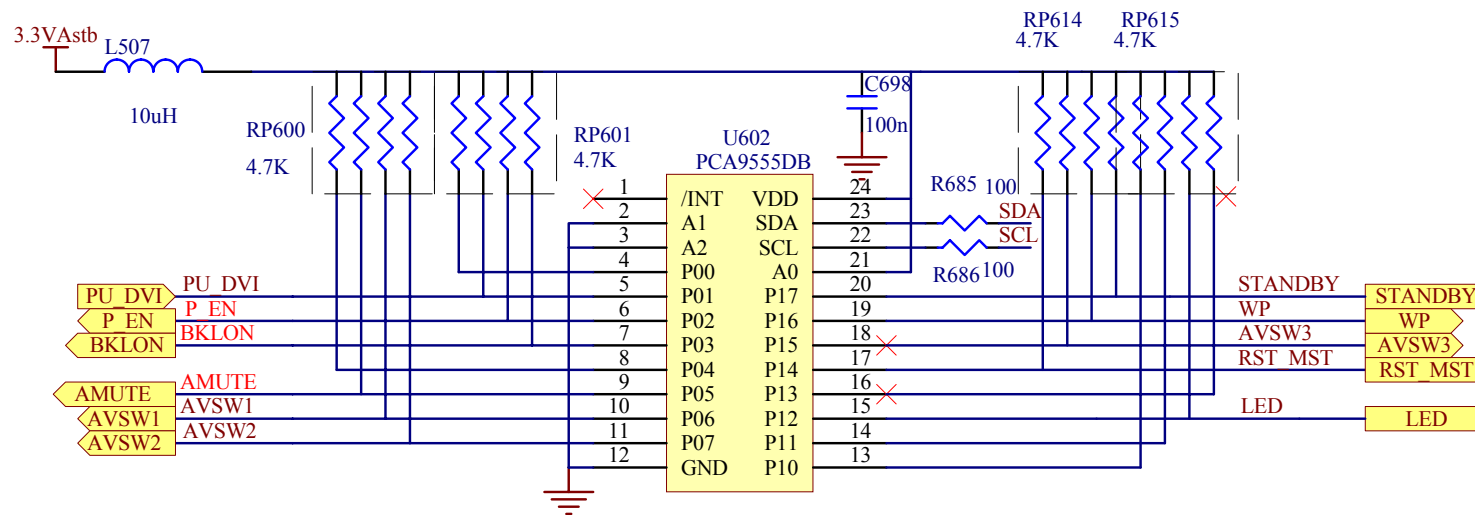 3.3VAstb
L507
10uH
RP600
4.7K
RP601
4.7K
U602
PCA9555DB
C698
100n
RP614
4.7K
RP615
4.7K
R685 100
SDA
SCL
R686 100
1 /INT VDD 24
2 A1 SDA 23
3 A2 SCL 22
4 P00 A0 21
5 P01 P17 20
6 P02 P16 19
7 P03 P15 18
8 P04 P14 17
9 P05 P13 16
10 P06 P12 15
11 P07 P11 14
12 GND P10 13
PU_DVI PU_DVI
P_EN P_EN
BKLON BKLON
AMUTE AMUTE
AVSW1 AVSW1
AVSW2 AVSW2
STANDBY STANDBY
WP WP
AVSW3 AVSW3
RST_MST RST_MST
LED LED